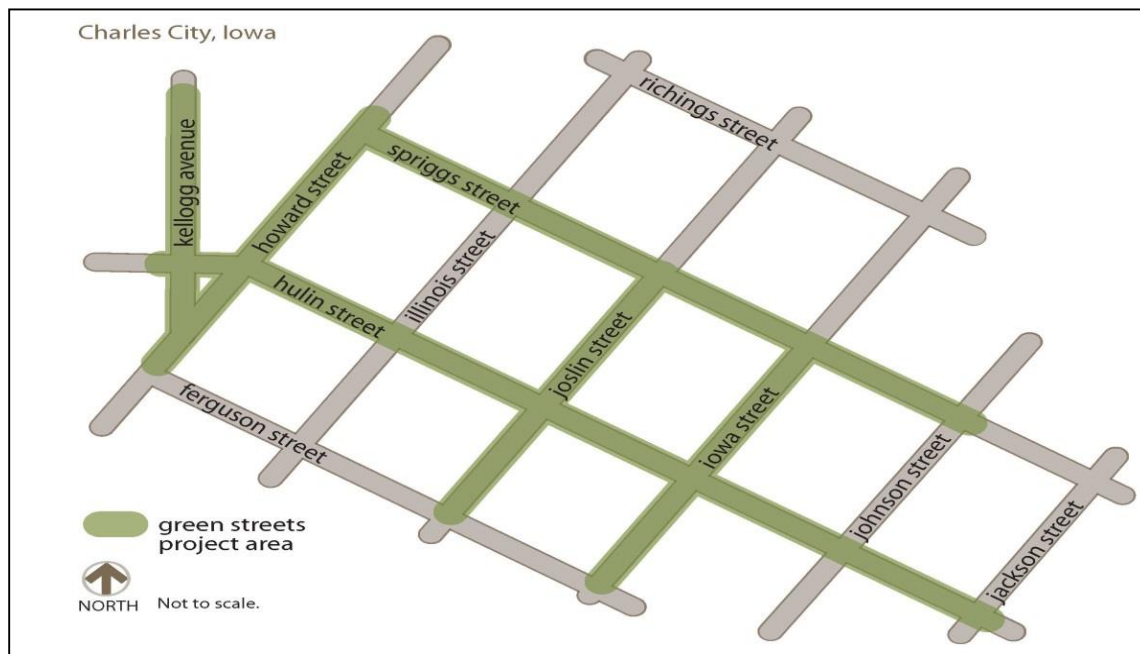 Charles City, Iowa
richings street
kellogg avenue
howard street
spriggs street
illinois street
hulin street
joslin street
ferguson street
iowa street
johnson street
jackson street
green streets
project area
NORTH
Not to scale.